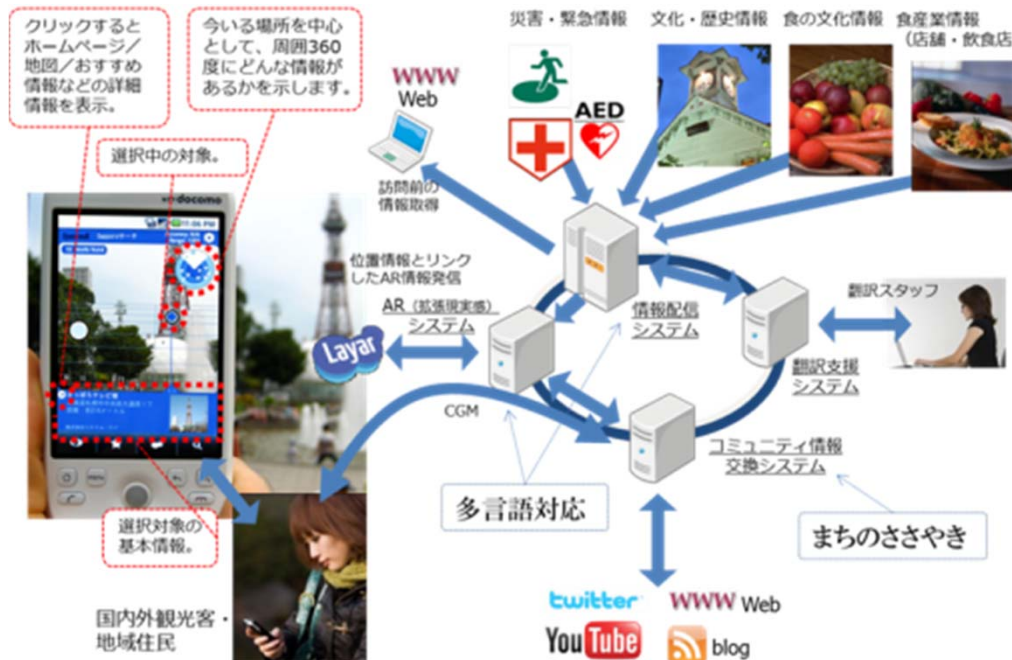 クリックすると
ホームページ／
地図／おすすめ
情報などの詳細
情報を表示。
今いる場所を中心
として、周囲360
度にどんな情報が
あるかを示します。
選択中の対象。
docomo
選択対象の
基本情報。
国内外観光客・
地域住民
WWW
Web
訪問前の
情報取得
災害・緊急情報
AED
文化・歴史情報
食の文化情報
食産業情報
（店舗・飲食店
位置情報とリンク
したAR情報発信
AR（拡張現実感）
システム
Layar
CGM
情報配信
システム
翻訳スタッフ
翻訳支援
システム
コミュニティ情報
交換システム
多言語対応
まちのささやき
twitter
WWW Web
YouTube
blog